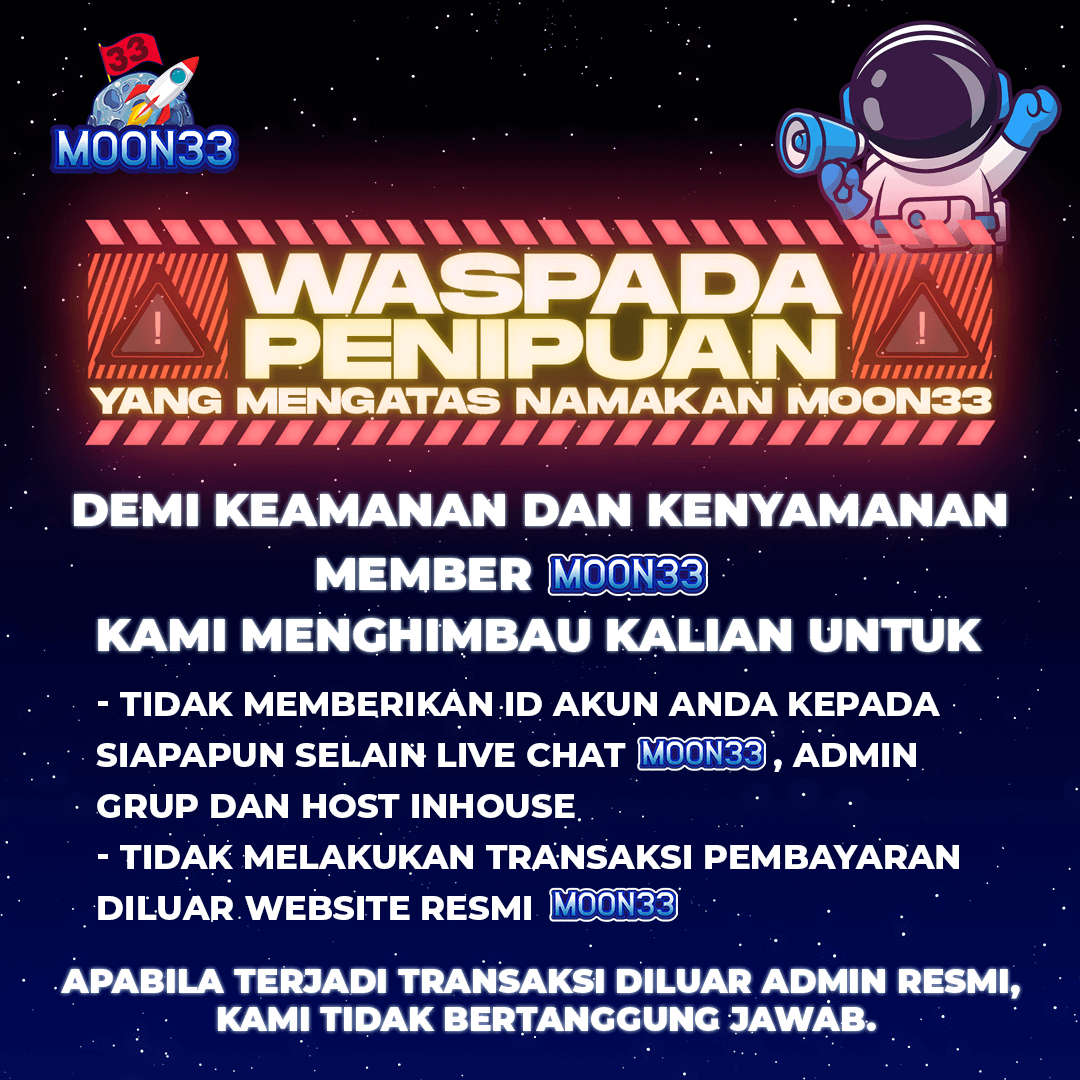 33
MOON33
WASPADA
PENIPUAN
YANG MENGATAS NAMAKAN MOON33
DEMI KEAMANAN DAN KENYAMANAN
MEMBER MOON33
KAMI MENGHIMBAU KALIAN UNTUK
- TIDAK MEMBERIKAN ID AKUN ANDA KEPADA
SIAPAPUN SELAIN LIVE CHAT MOON33 , ADMIN
GRUP DAN HOST INHOUSE
- TIDAK MELAKUKAN TRANSAKSI PEMBAYARAN
DILUAR WEBSITE RESMI MOON33
APABILA TERJADI TRANSAKSI DILUAR ADMIN RESMI,
KAMI TIDAK BERTANGGUNG JAWAB.